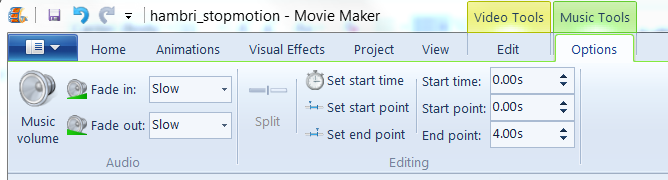 hambri_stopmotion - Movie Maker
Video Tools
Music Tools
Home
Animations
Visual Effects
Project
View
Edit
Options
Music
volume
Fade in:
Slow
Fade out:
Slow
Audio
Split
Set start time
Set start point
Set end point
Start time:
0.00s
Start point:
0.00s
End point:
4.00s
Editing